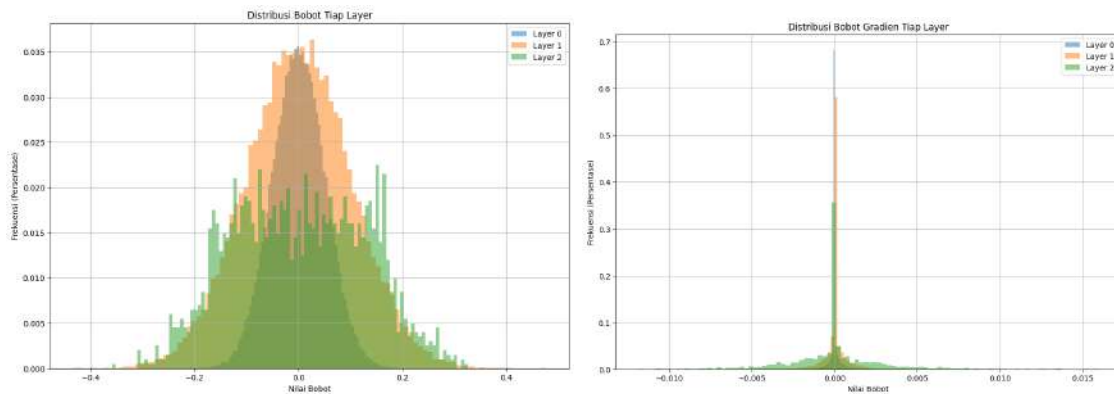 Distribusi Bobot Tiap Layer
Layer 0
Layer 1
Layer 2
Frekuensi (Persentase)
0.035
0.030
0.025
0.020
0.015
0.010
0.005
0.000
−0.4
−0.2
0.0
0.2
0.4
Nilai Bobot
Distribusi Bobot Gradien Tiap Layer
Layer 0
Layer 1
Layer 2
Frekuensi (Persentase)
0.7
0.6
0.5
0.4
0.3
0.2
0.1
0.0
−0.010
−0.005
0.000
0.005
0.010
0.015
Nilai Bobot